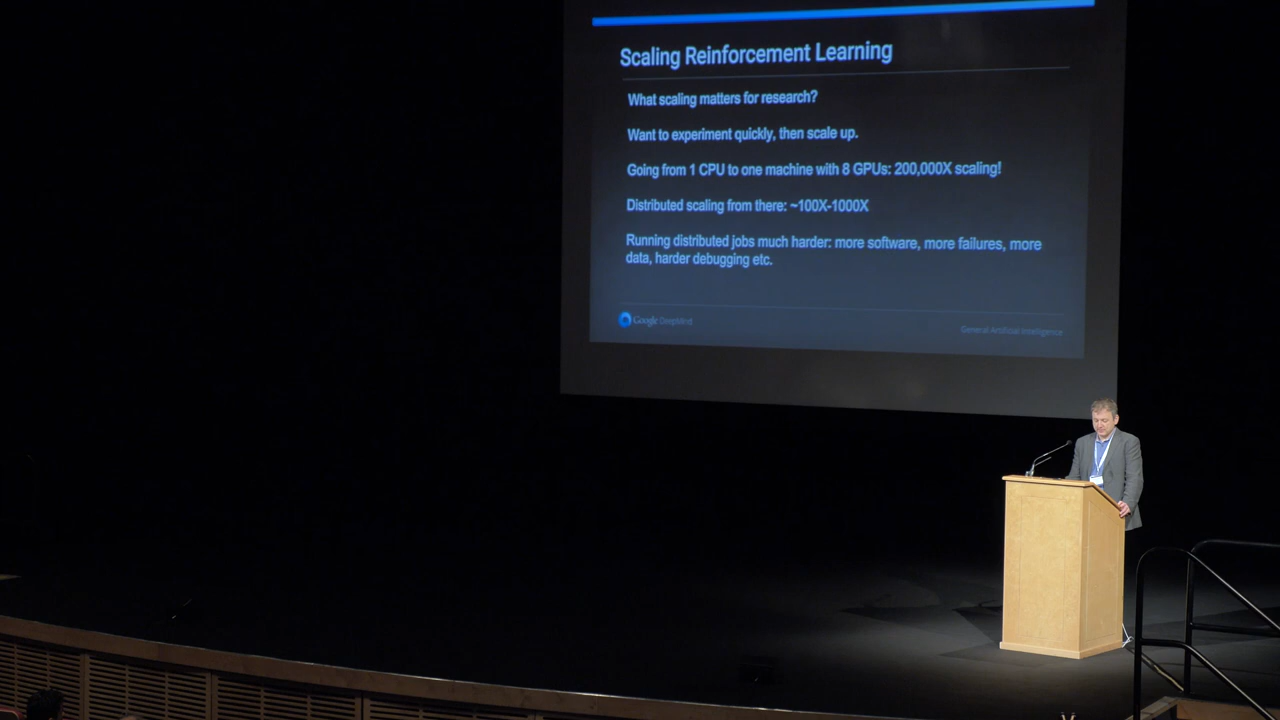 Scaling Reinforcement Learning
What scaling matters for research?
Want to experiment quickly, then scale up.
Going from 1 CPU to one machine with 8 GPUs: 200,000X scaling!
Distributed scaling from there: ~100X-1000X
Running distributed jobs much harder: more software, more failures, more
data, harder debugging etc.
Google DeepMind
General Artificial Intelligence